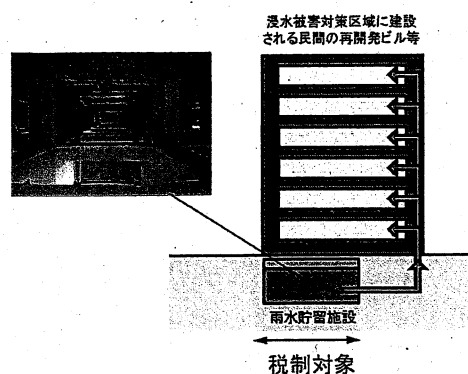 浸水被害対策区域に建設
される民間の再開発ビル等
雨水貯留施設
税制対象